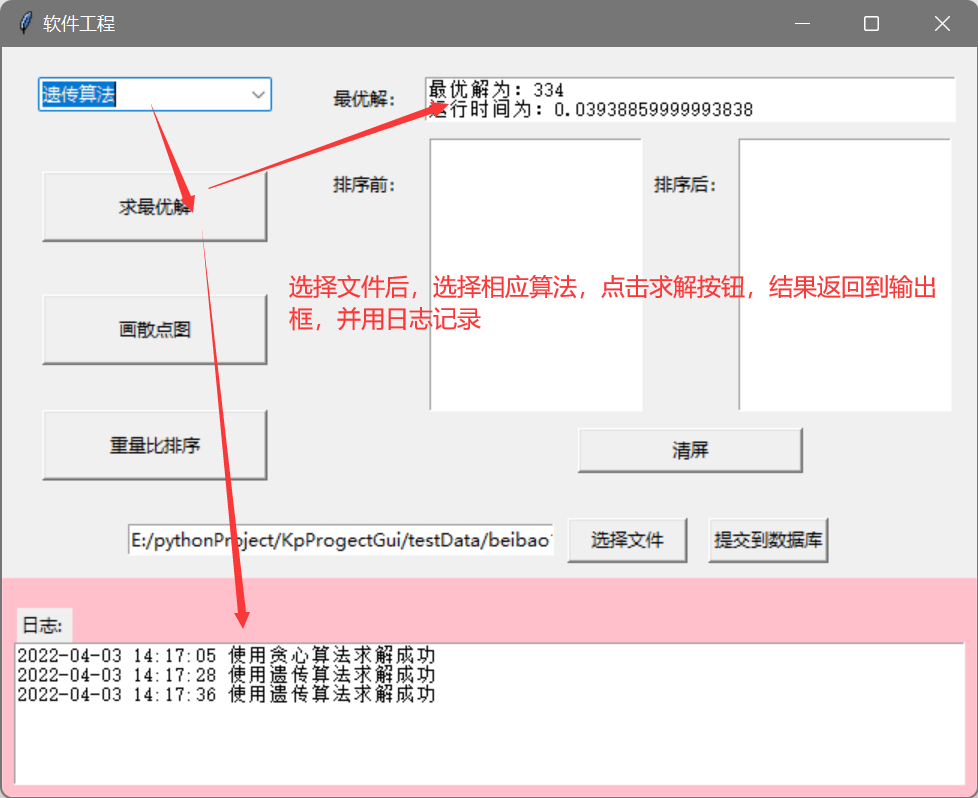 软件工程
遗传算法
最优解：
最优解为: 334
运行时间为: 0.03938859999993838
求最优解
排序前：
排序后：
选择文件后，选择相应算法，点击求解按钮，结果返回到输出
框，并用日志记录
画散点图
重量比排序
清屏
E:/pythonProject/KpProgectGui/testData/beibao
选择文件
提交到数据库
日志:
2022-04-03 14:17:05 使用贪心算法求解成功
2022-04-03 14:17:28 使用遗传算法求解成功
2022-04-03 14:17:36 使用遗传算法求解成功